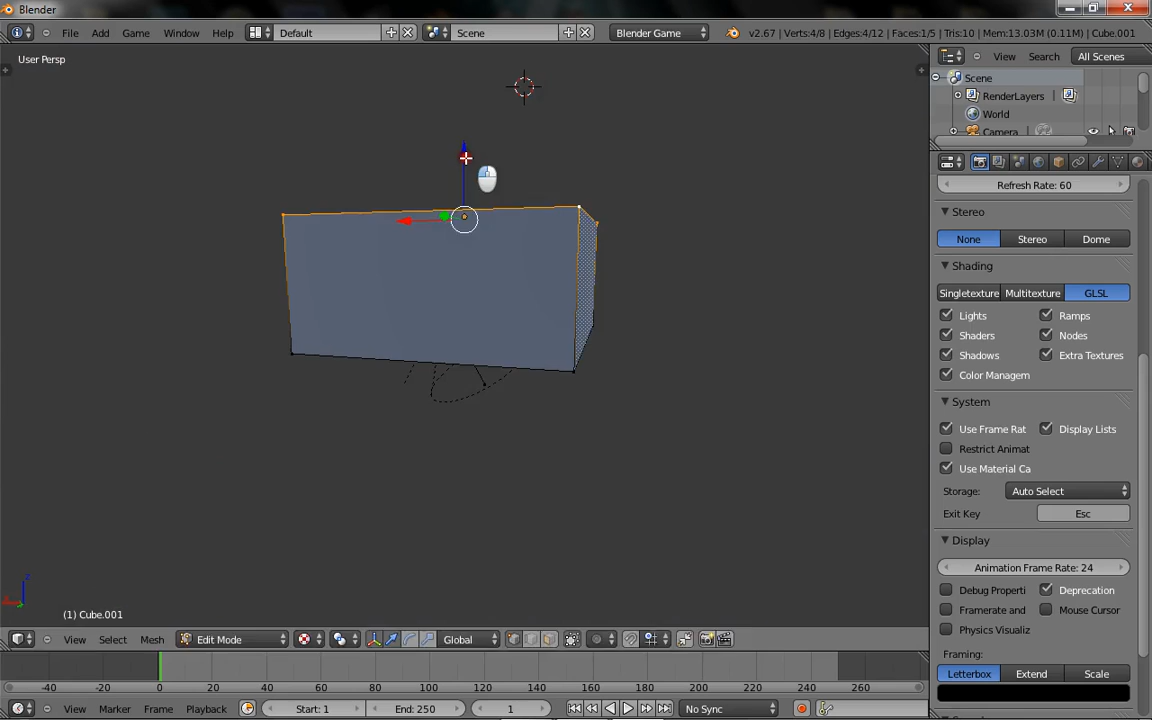 Blender
File Add Game Window Help Default Scene Blender Game v2.67 | Verts:4/8 | Edges:4/12 | Faces:1/5 | Tris:10 | Mem:13.03M (0.11M) | Cube.001
User Persp
View Search All Scenes
Scene
RenderLayers
World
Camera
Refresh Rate: 60
Stereo
None Stereo Dome
Shading
Singletexture Multitexture GLSL
Lights Ramps
Shaders Nodes
Shadows Extra Textures
Color Managem
System
Use Frame Rat Display Lists
Restrict Animat
Use Material Ca
Storage: Auto Select
Exit Key Esc
Display
Animation Frame Rate: 24
Debug Properti Deprecation
Framerate and Mouse Cursor
Physics Visualiz
Framing:
Letterbox Extend Scale
z
(1) Cube.001
View Select Mesh Edit Mode Global
-40 -20 0 20 40 60 80 100 120 140 160 180 200 220 240 260
View Marker Frame Playback Start: 1 End: 250 1 No Sync